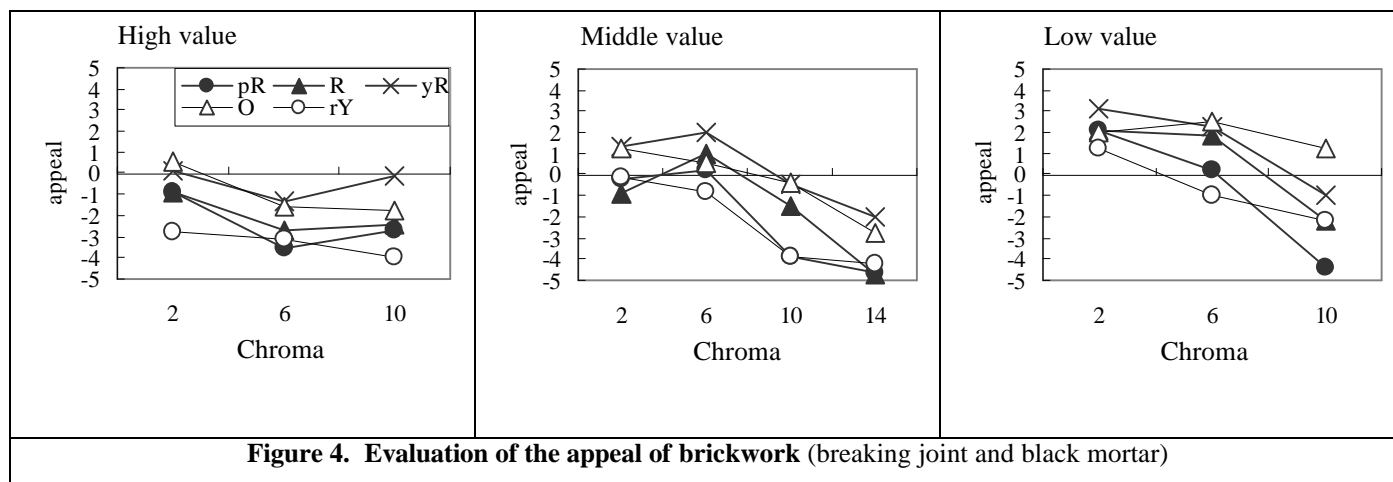 High value
5
4
3
2
1
0
-1
-2
-3
-4
-5
appeal
pR R yR
O rY
2 6 10
Chroma
Middle value
5
4
3
2
1
0
-1
-2
-3
-4
-5
appeal
2 6 10 14
Chroma
Low value
5
4
3
2
1
0
-1
-2
-3
-4
-5
appeal
2 6 10
Chroma
Figure 4. Evaluation of the appeal of brickwork (breaking joint and black mortar)